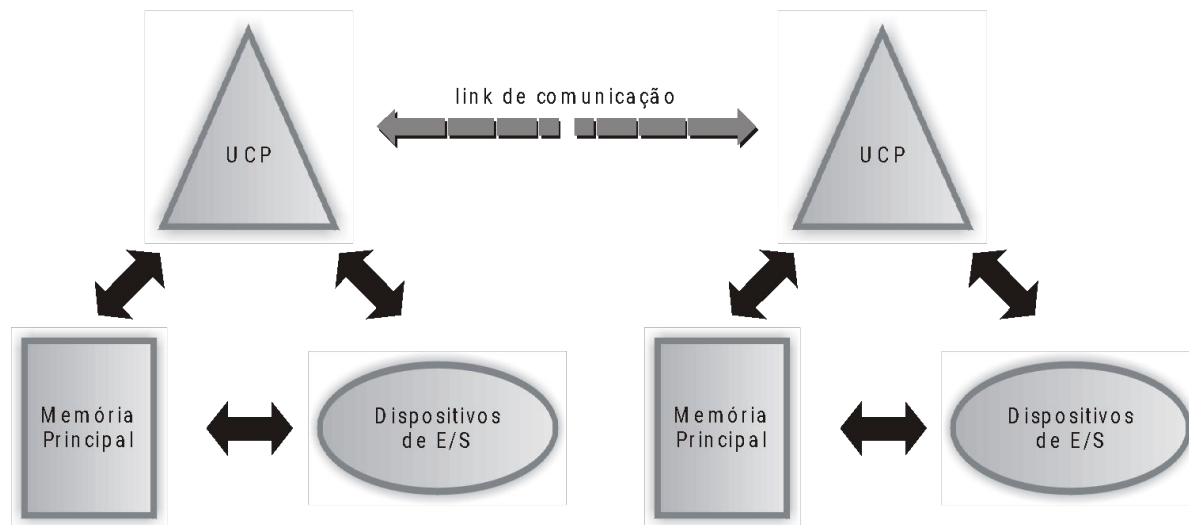 link de comunicação
UCP
UCP
Memória
Principal
Dispositivos
de E/S
Memória
Principal
Dispositivos
de E/S